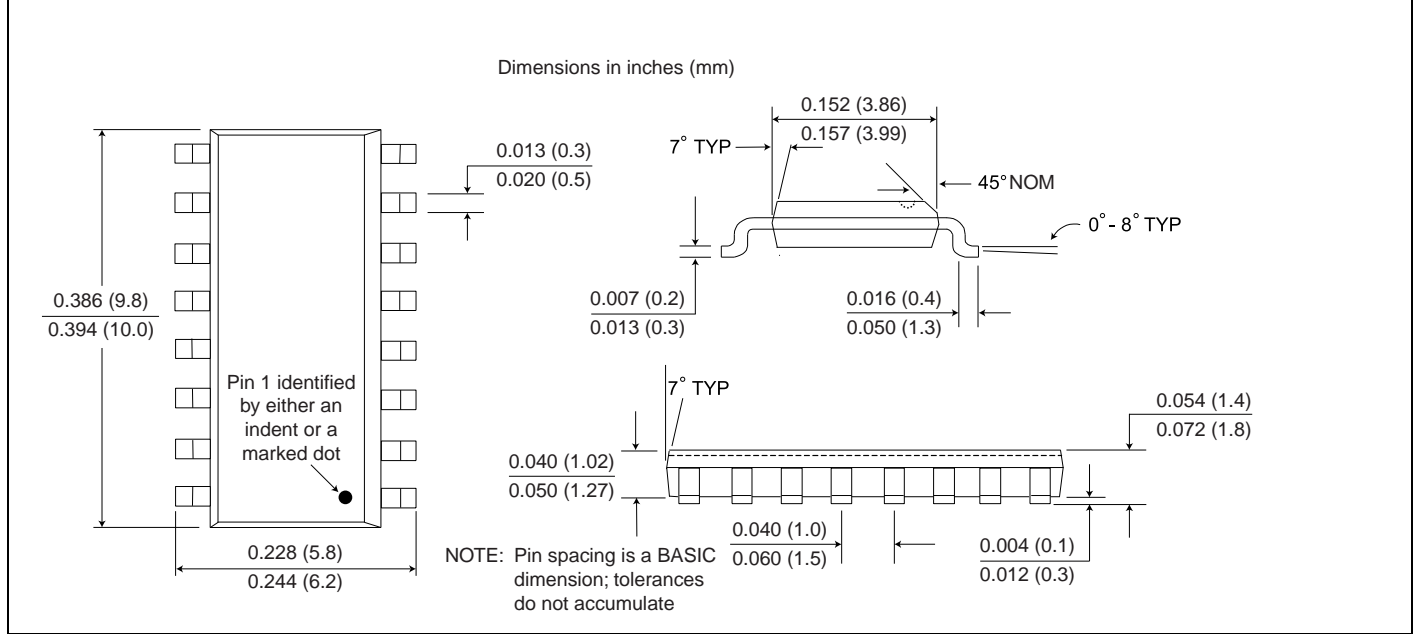 Dimensions in inches (mm)
0.152 (3.86)
0.157 (3.99)
7° TYP
45° NOM
0.013 (0.3)
0.020 (0.5)
0° - 8° TYP
0.386 (9.8)
0.394 (10.0)
0.007 (0.2)
0.013 (0.3)
0.016 (0.4)
0.050 (1.3)
Pin 1 identified
by either an
indent or a
marked dot
7° TYP
0.054 (1.4)
0.072 (1.8)
0.040 (1.02)
0.050 (1.27)
0.228 (5.8)
0.244 (6.2)
0.040 (1.0)
0.060 (1.5)
0.004 (0.1)
0.012 (0.3)
NOTE: Pin spacing is a BASIC
dimension; tolerances
do not accumulate